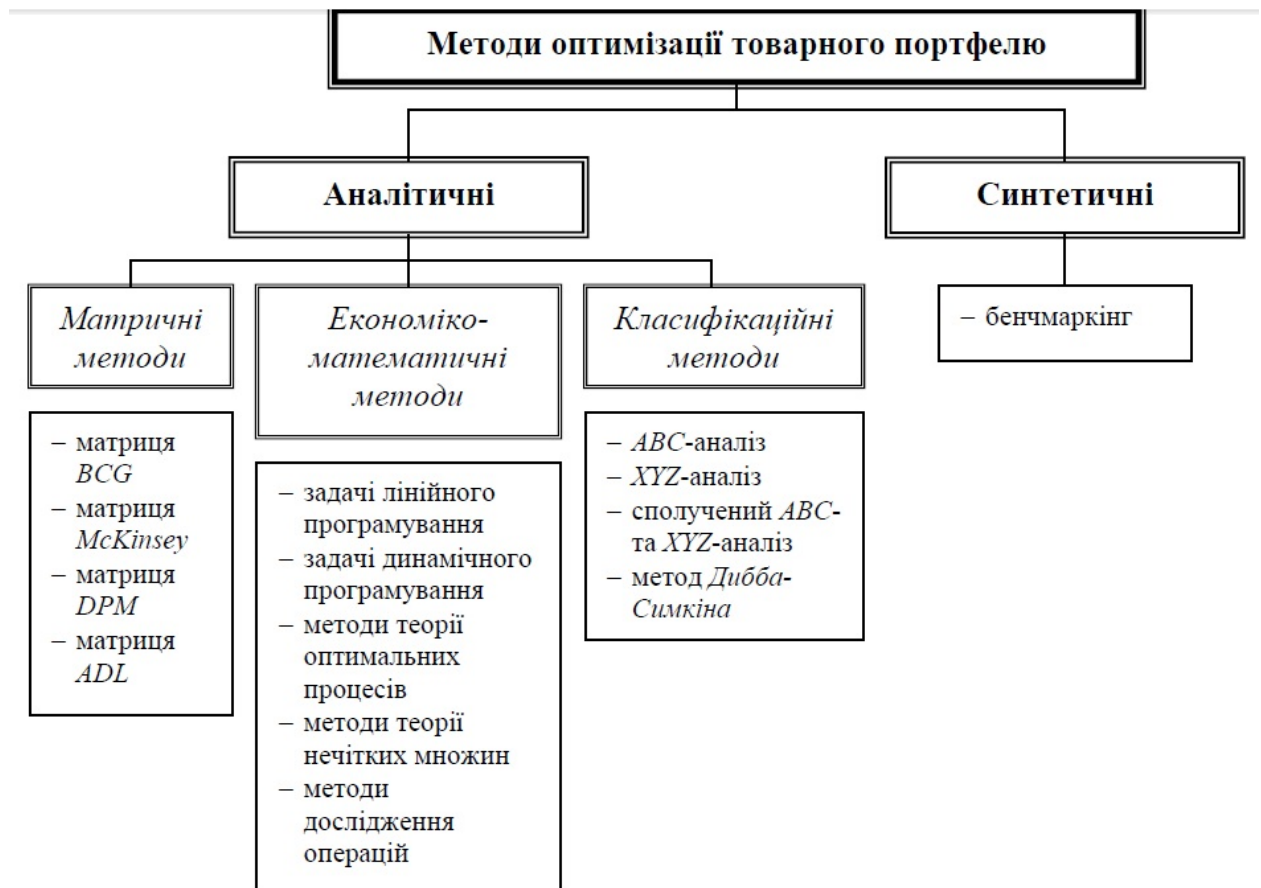 Методи оптимізації товарного портфелю
Аналітичні
Синтетичні
Матричні
методи
Економіко-
математичні
методи
Класифікаційні
методи
– бенчмаркінг
– матриця
BCG
– матриця
McKinsey
– матриця
DPM
– матриця
ADL
– задачі лінійного
програмування
– задачі динамічного
програмування
– методи теорії
оптимальних
процесів
– методи теорії
нечітких множин
– методи
дослідження
операцій
– ABC-аналіз
– XYZ-аналіз
– сполучений ABC-
та XYZ-аналіз
– метод Дибба-
Симкіна